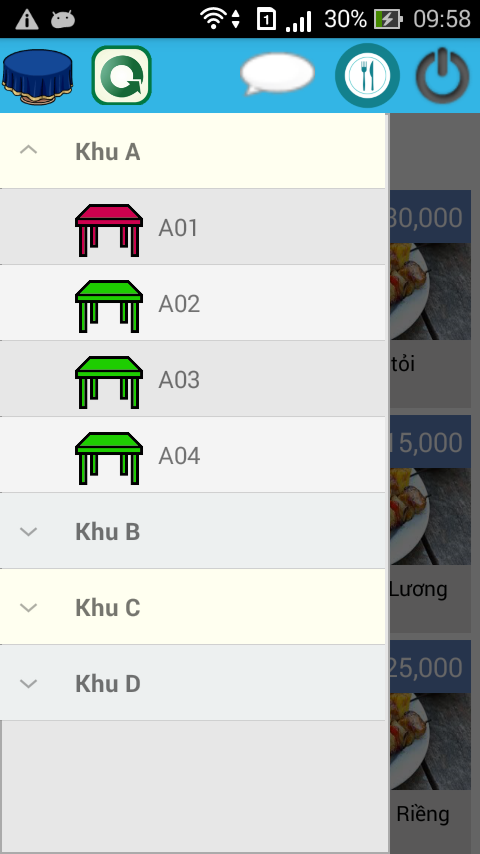 1 30% 09:58
Khu A
30,000
A01
A02
tỏi
A03
A04
15,000
Khu B
Lương
Khu C
Khu D
25,000
Riềng